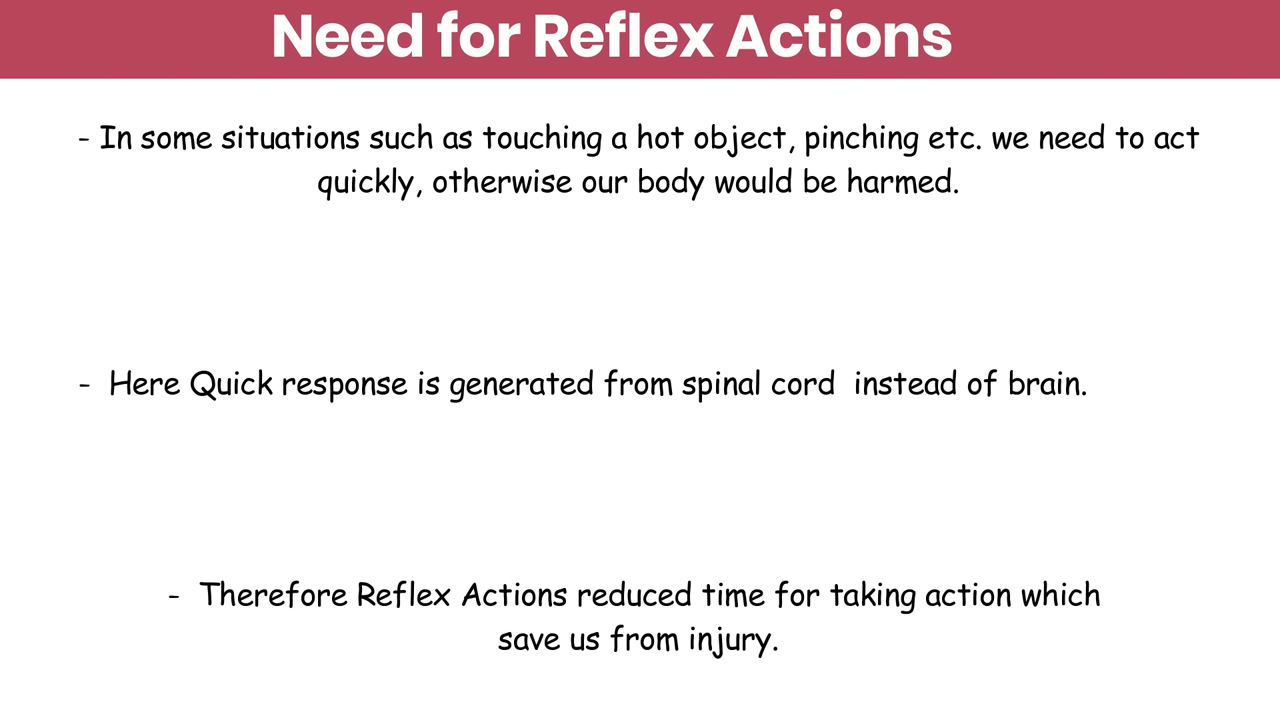 Need for Reflex Actions
- In some situations such as touching a hot object, pinching etc. we need to act
quickly, otherwise our body would be harmed.
- Here Quick response is generated from spinal cord instead of brain.
- Therefore Reflex Actions reduced time for taking action which
save us from injury.